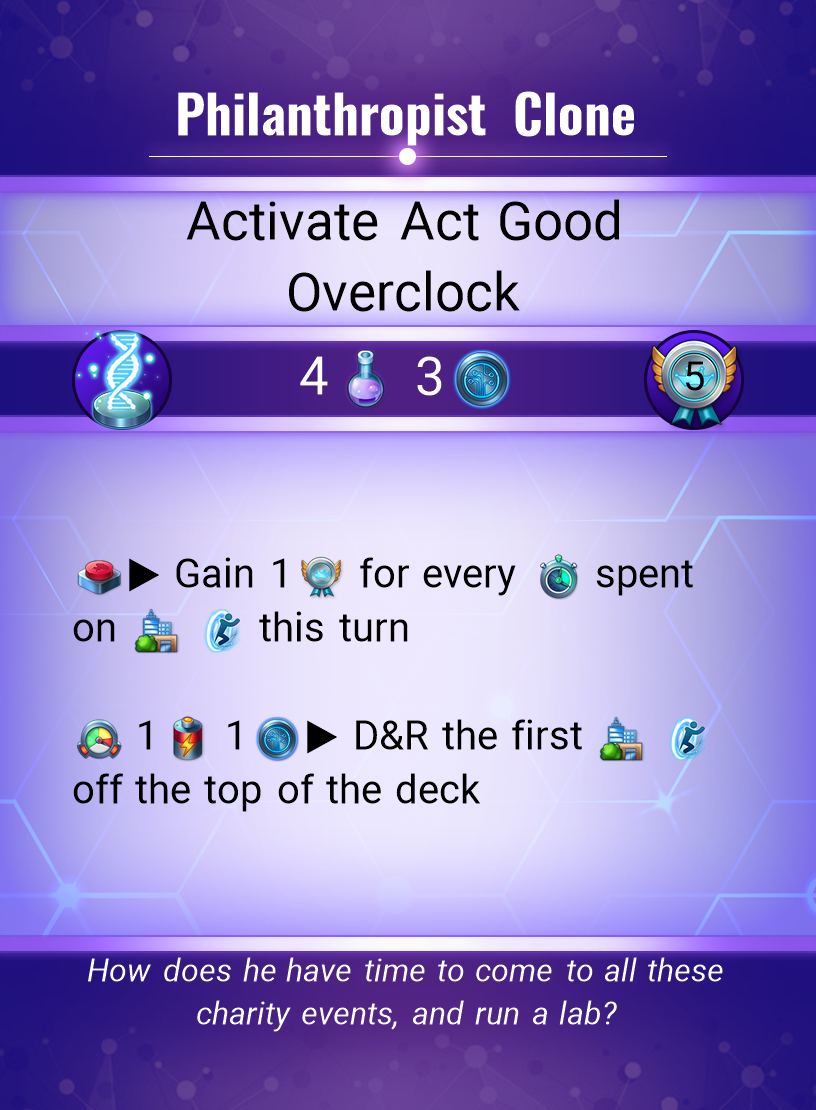 Philanthropist Clone
Activate Act Good
Overclock
4 3 5
▶ Gain 1 for every spent
on this turn
1 1 ▶ D&R the first
off the top of the deck
How does he have time to come to all these
charity events, and run a lab?